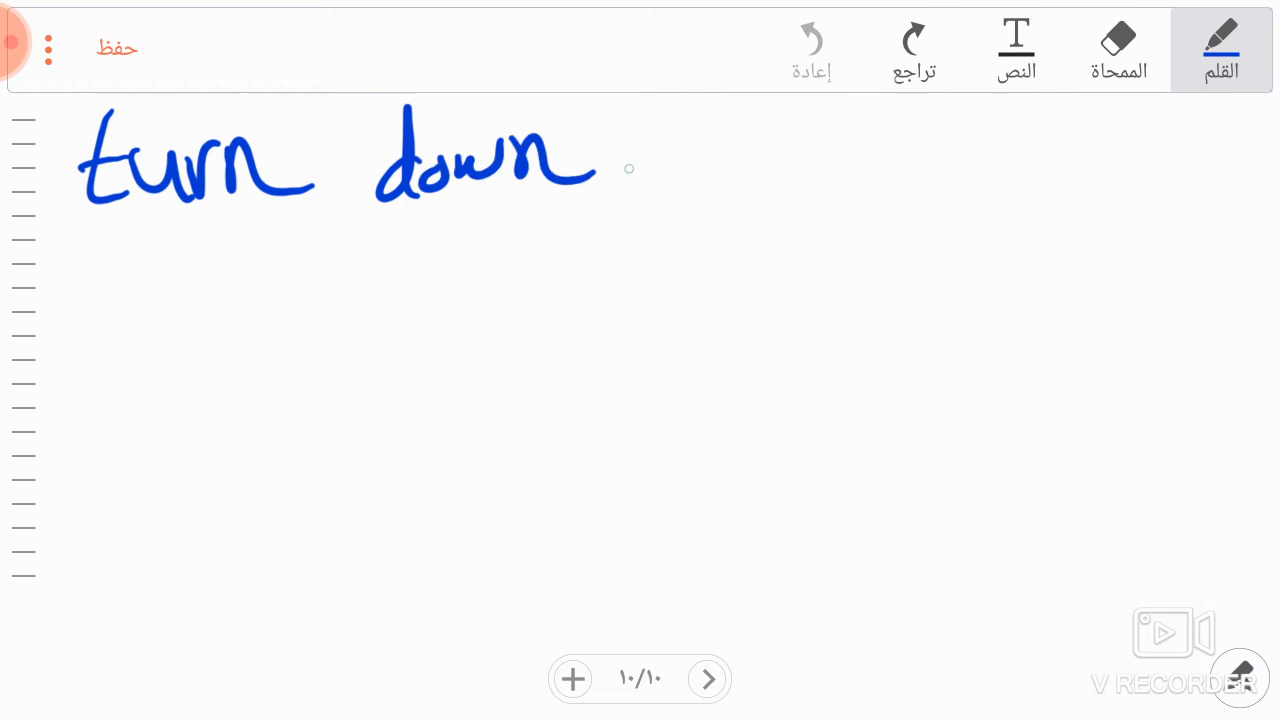 حفظ
إعادة
تراجع
النص
الممحاة
القلم
turn down
١٠/١٠
V RECORDER